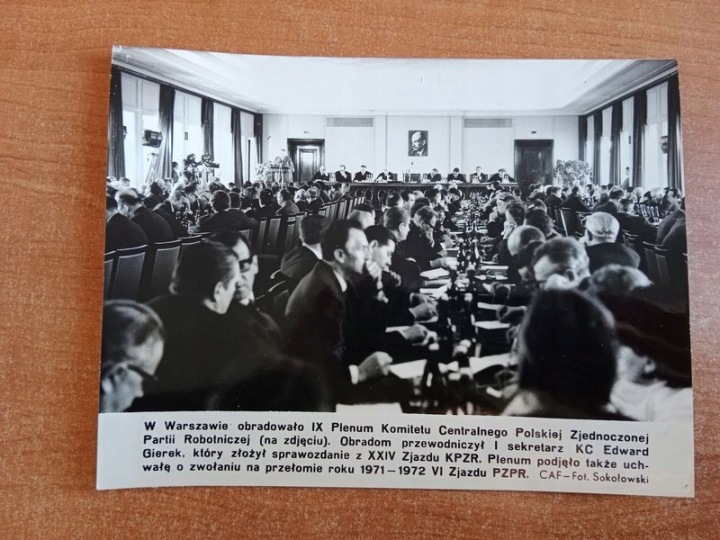 W Warszawie obradowało IX Plenum Komitetu Centralnego Polskiej Zjednoczonej
Partii Robotniczej (na zdjęciu). Obradom przewodniczył I sekretarz KC Edward
Gierek, który złożył sprawozdanie z XXIV Zjazdu KPZR. Plenum podjęło także uch-
wałę o zwołaniu na przełomie roku 1971—1972 VI Zjazdu PZPR. CAF—Fot. Sokołowski